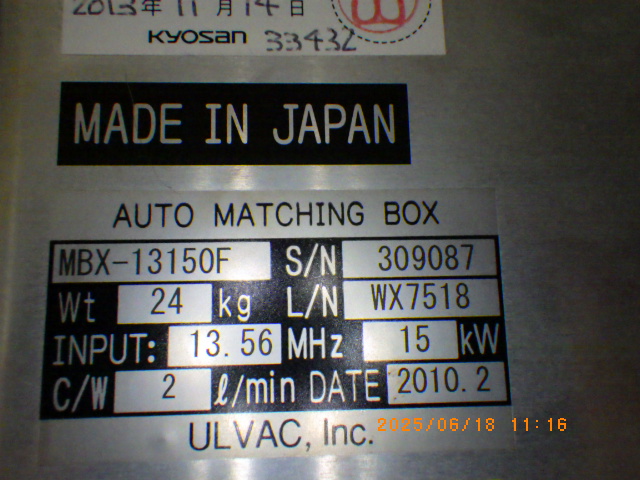 2013年11月14日
KYOSAN 33432
MADE IN JAPAN
AUTO MATCHING BOX
MBX-13150F S/N 309087
Wt 24 kg L/N WX7518
INPUT: 13.56 MHz 15 kW
C/W 2 ℓ/min DATE 2010.2
ULVAC, Inc.
2025/06/18 11:16